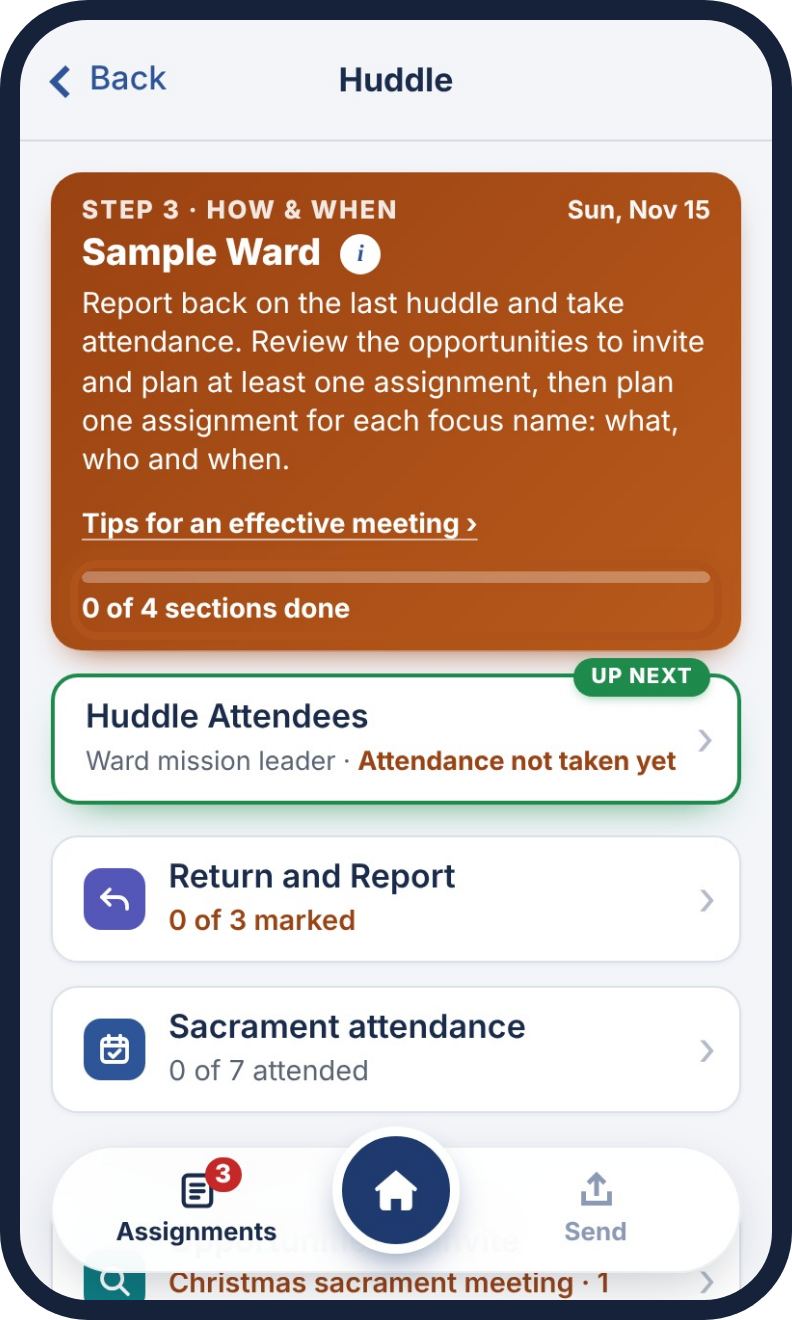 Back
Huddle
STEP 3 · HOW & WHEN
Sun, Nov 15
Sample Ward i
Report back on the last huddle and take
attendance. Review the opportunities to invite
and plan at least one assignment, then plan
one assignment for each focus name: what,
who and when.
Tips for an effective meeting ›
0 of 4 sections done
UP NEXT
Huddle Attendees
Ward mission leader · Attendance not taken yet
Return and Report
0 of 3 marked
Sacrament attendance
0 of 7 attended
3
Assignments
Send
Christmas sacrament meeting · 1